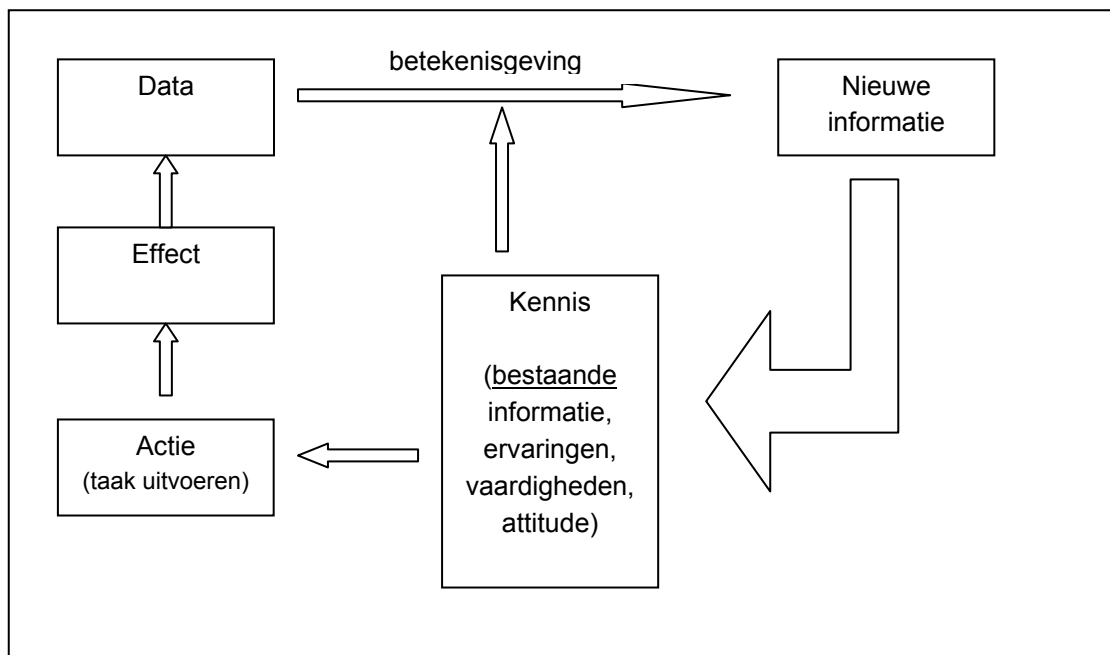 betekenisgeving
Data
Nieuwe
informatie
Effect
Kennis
(bestaande
informatie,
ervaringen,
vaardigheden,
attitude)
Actie
(taak uitvoeren)